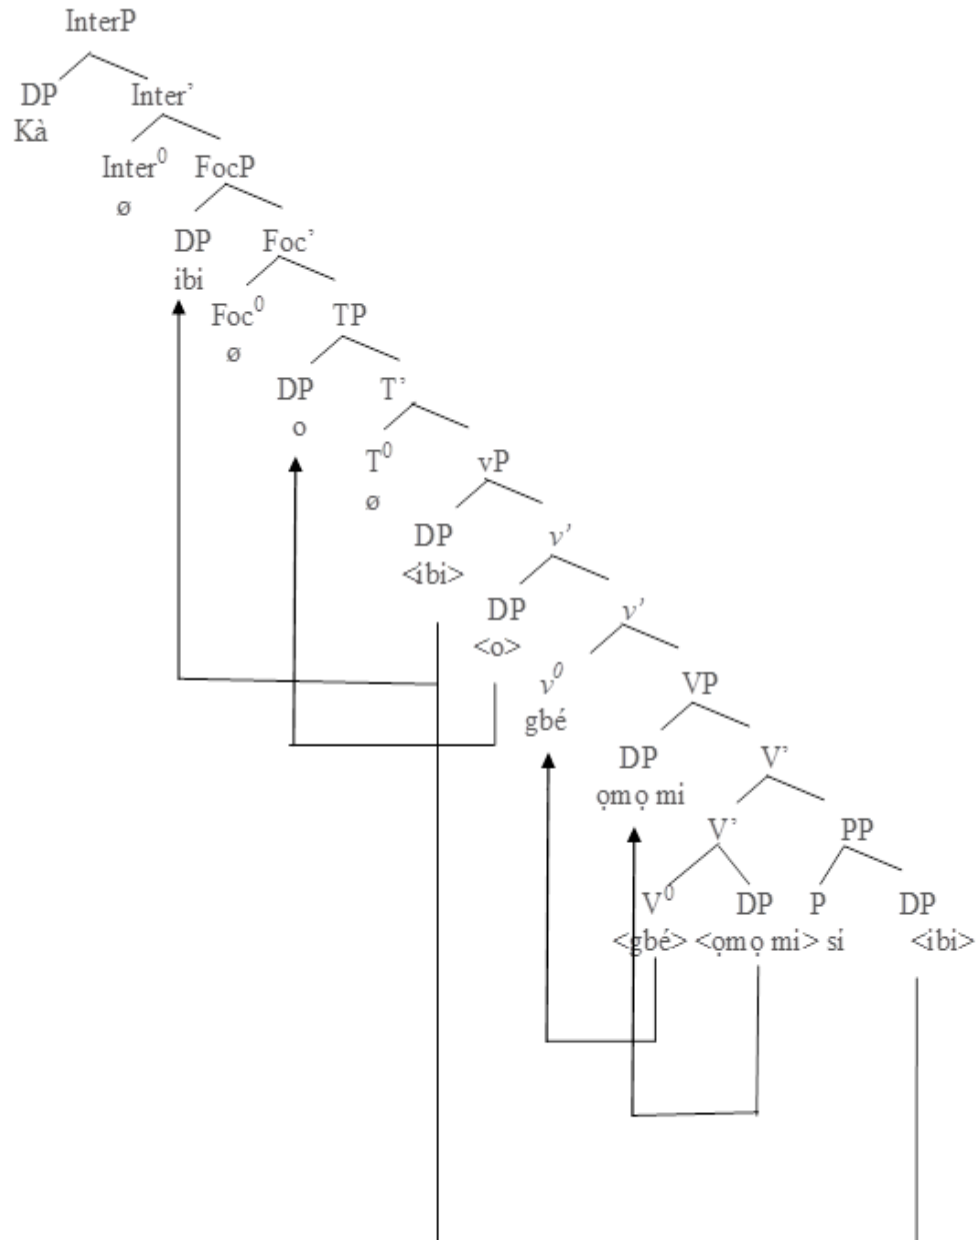 InterP
DP Inter’
Kà
Inter⁰ FocP
ø
DP Foc’
ibi
Foc⁰ TP
ø
DP T’
o
T⁰ vP
ø
DP v’
<ibi>
DP v’
<o>
v⁰ VP
gbé
DP V’
ọmọ mi
V’ PP
V⁰ DP P DP
<gbé> <ọmọ mi> sí <ibi>